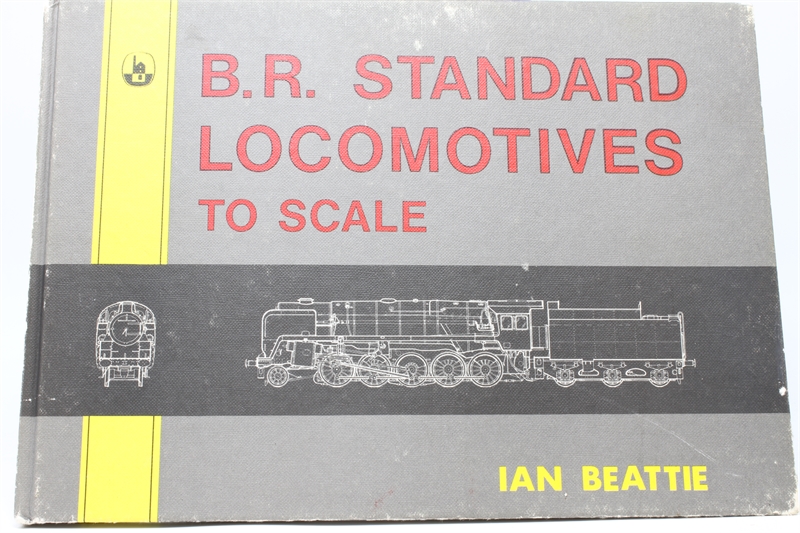 B.R. STANDARD
LOCOMOTIVES
TO SCALE
IAN BEATTIE